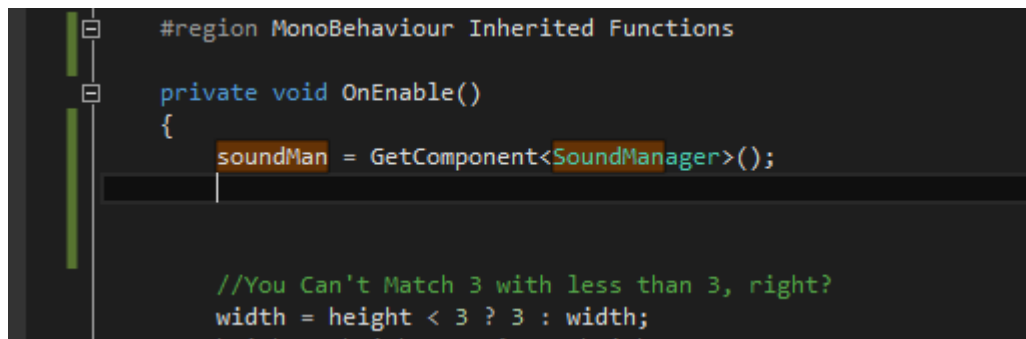 #region MonoBehaviour Inherited Functions
private void OnEnable()
{
soundMan = GetComponent<SoundManager>();
//You Can't Match 3 with less than 3, right?
width = height < 3 ? 3 : width;